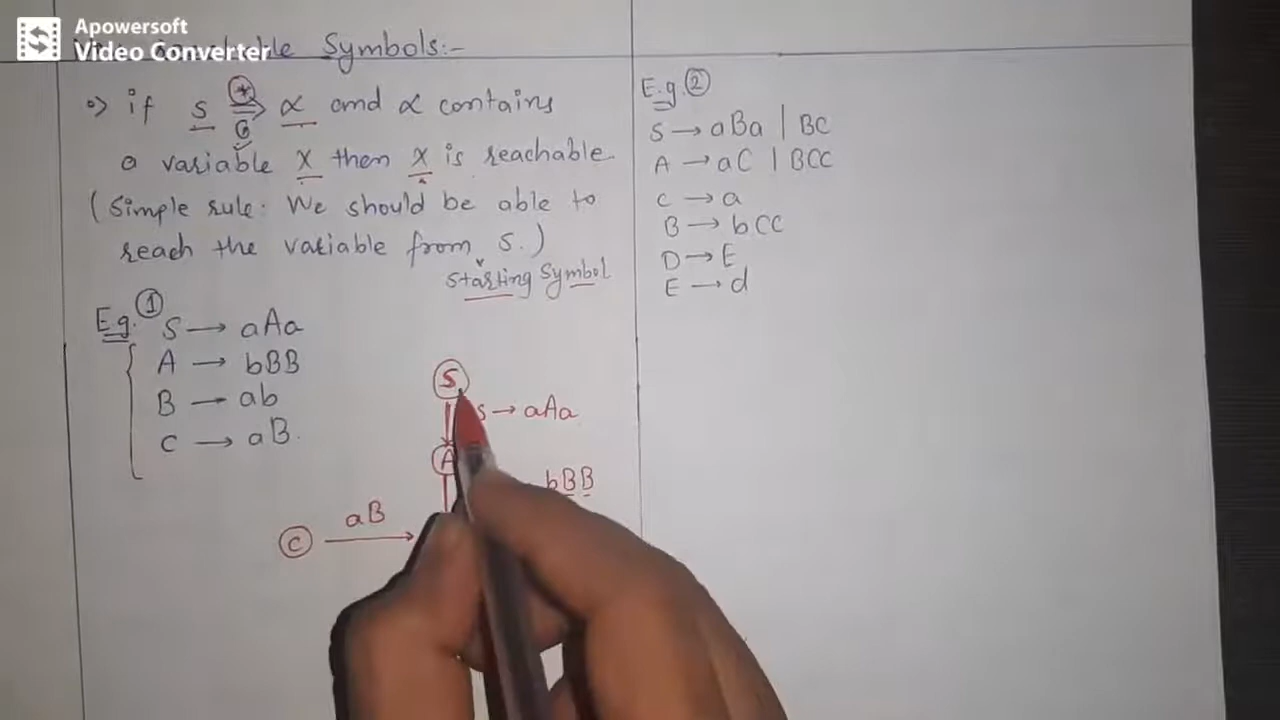 Apowersoft
Video Converter
Symbols:-
•> if S *⇒ G α and α contains
a variable X then X is reachable.
(Simple rule: We should be able to
reach the variable from S.)
Starting Symbol
Eg. ①
S → aAa
A → bBB
B → ab
C → aB.
S
S → aAa
A
bBB
aB
C
E.g. ②
S → aBa | BC
A → aC | BCC
C → a
B → bCC
D → E
E → d